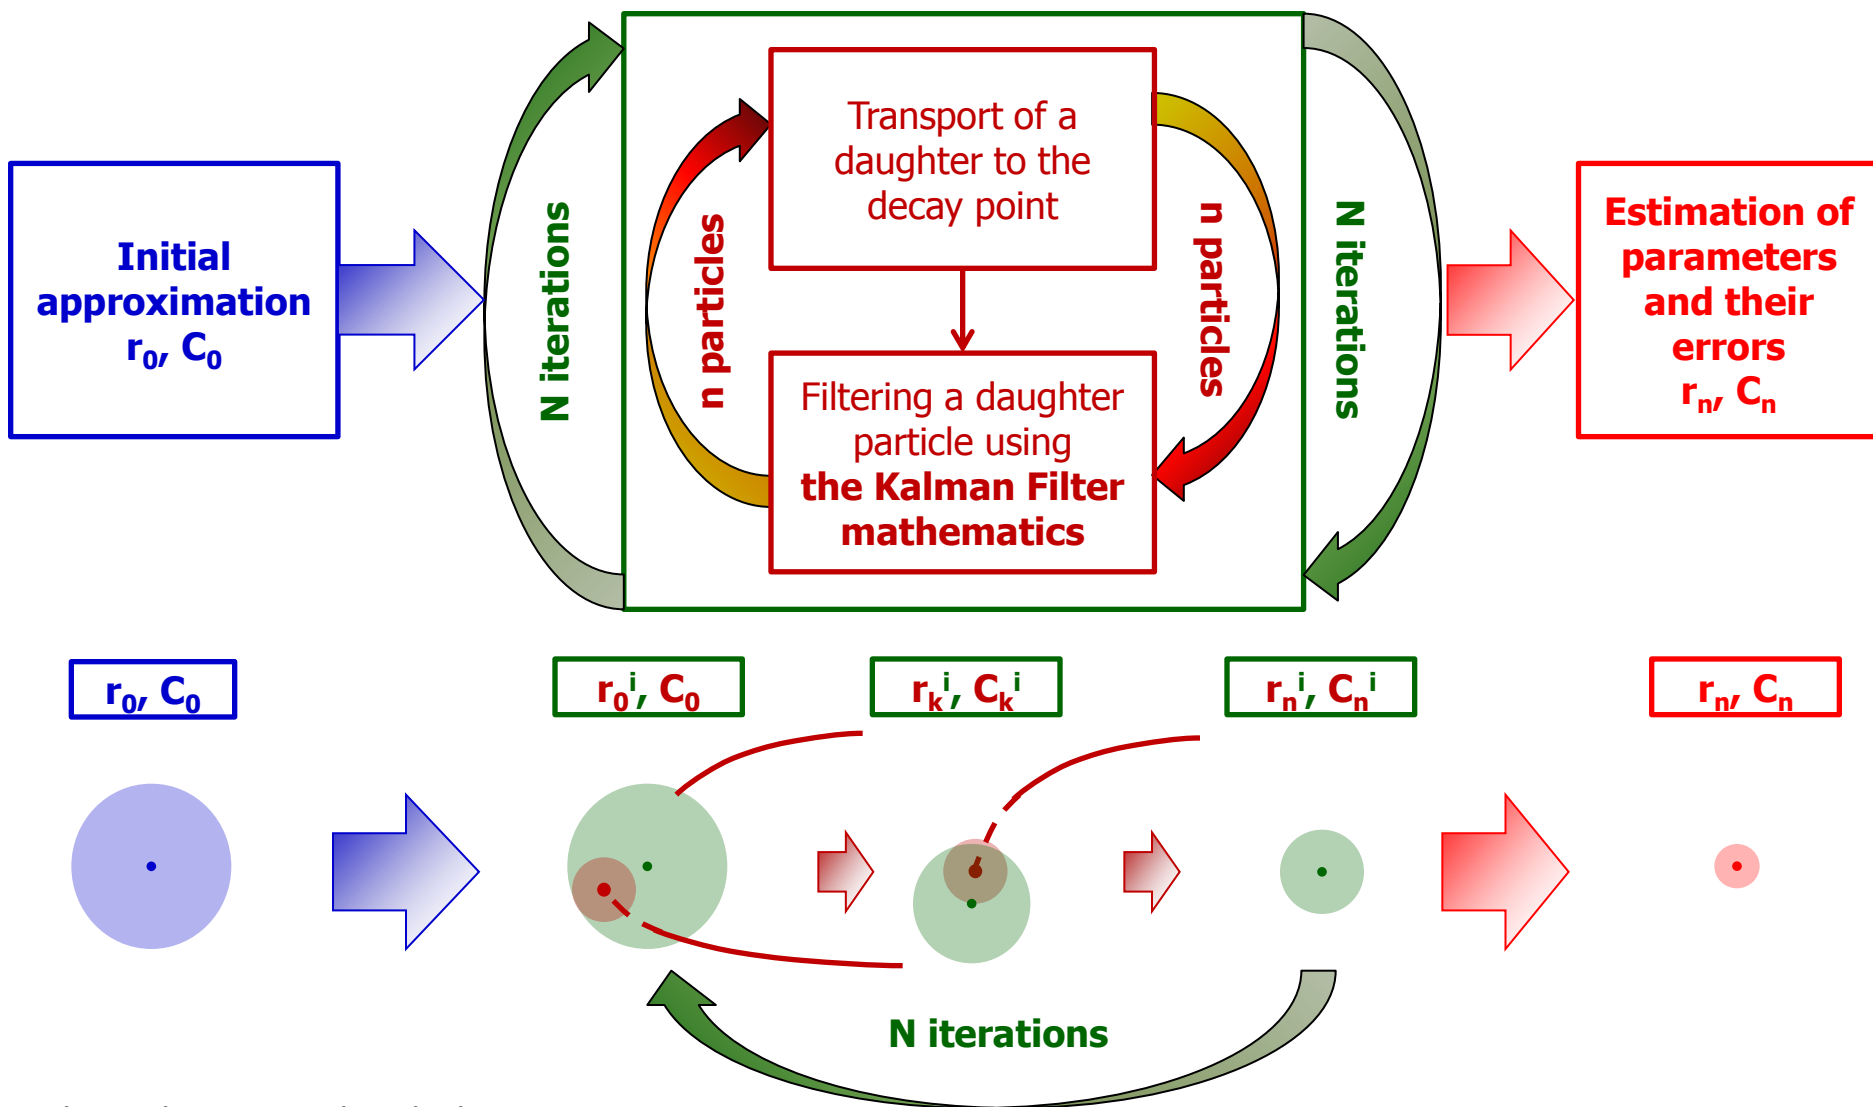 Initial
approximation
r₀, C₀
N iterations
n particles
Transport of a
daughter to the
decay point
Filtering a daughter
particle using
the Kalman Filter
mathematics
n particles
N iterations
Estimation of
parameters
and their
errors
rₙ, Cₙ
r₀, C₀
r₀ⁱ, C₀
rₖⁱ, Cₖⁱ
rₙⁱ, Cₙⁱ
rₙ, Cₙ
N iterations